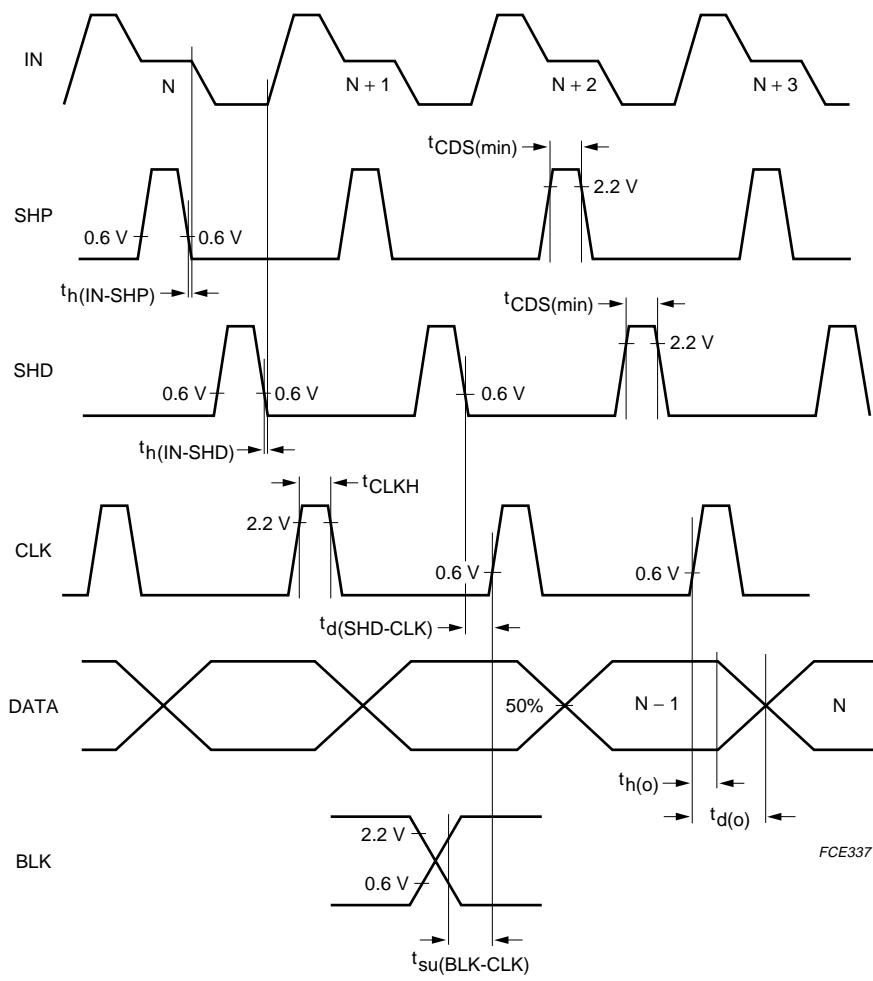 IN
N
N + 1
N + 2
N + 3
tCDS(min)
2.2 V
SHP
0.6 V
0.6 V
th(IN-SHP)
tCDS(min)
2.2 V
SHD
0.6 V
0.6 V
0.6 V
th(IN-SHD)
tCLKH
2.2 V
CLK
0.6 V
0.6 V
td(SHD-CLK)
DATA
50%
N − 1
N
th(o)
td(o)
2.2 V
BLK
0.6 V
FCE337
tsu(BLK-CLK)